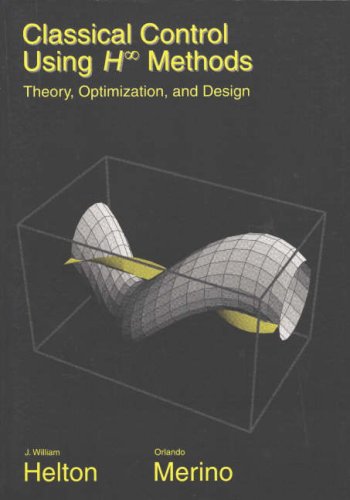 Classical Control
Using H∞ Methods
Theory, Optimization, and Design
J. William
Helton
Orlando
Merino